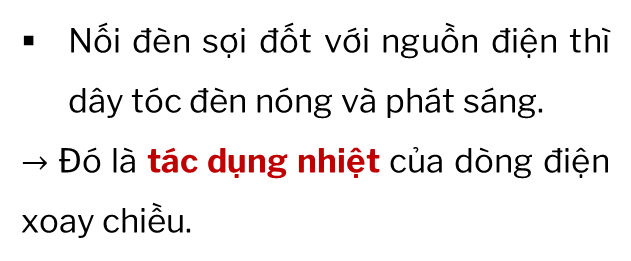 ▪ Nối đèn sợi đốt với nguồn điện thì
dây tóc đèn nóng và phát sáng.
→ Đó là tác dụng nhiệt của dòng điện
xoay chiều.